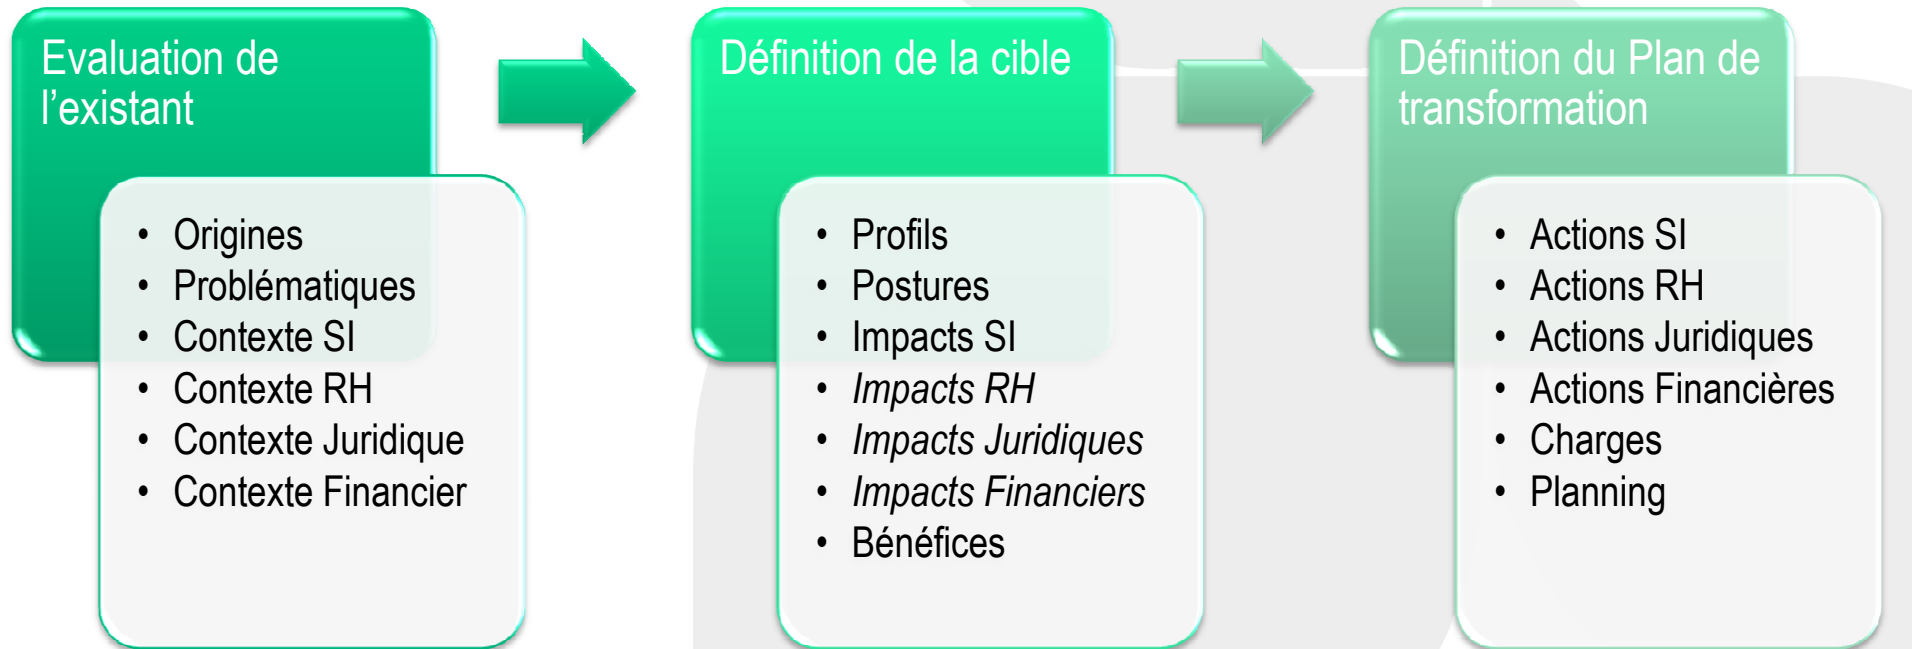 Evaluation de
l’existant
• Origines
• Problématiques
• Contexte SI
• Contexte RH
• Contexte Juridique
• Contexte Financier
Définition de la cible
• Profils
• Postures
• Impacts SI
• Impacts RH
• Impacts Juridiques
• Impacts Financiers
• Bénéfices
Définition du Plan de
transformation
• Actions SI
• Actions RH
• Actions Juridiques
• Actions Financières
• Charges
• Planning